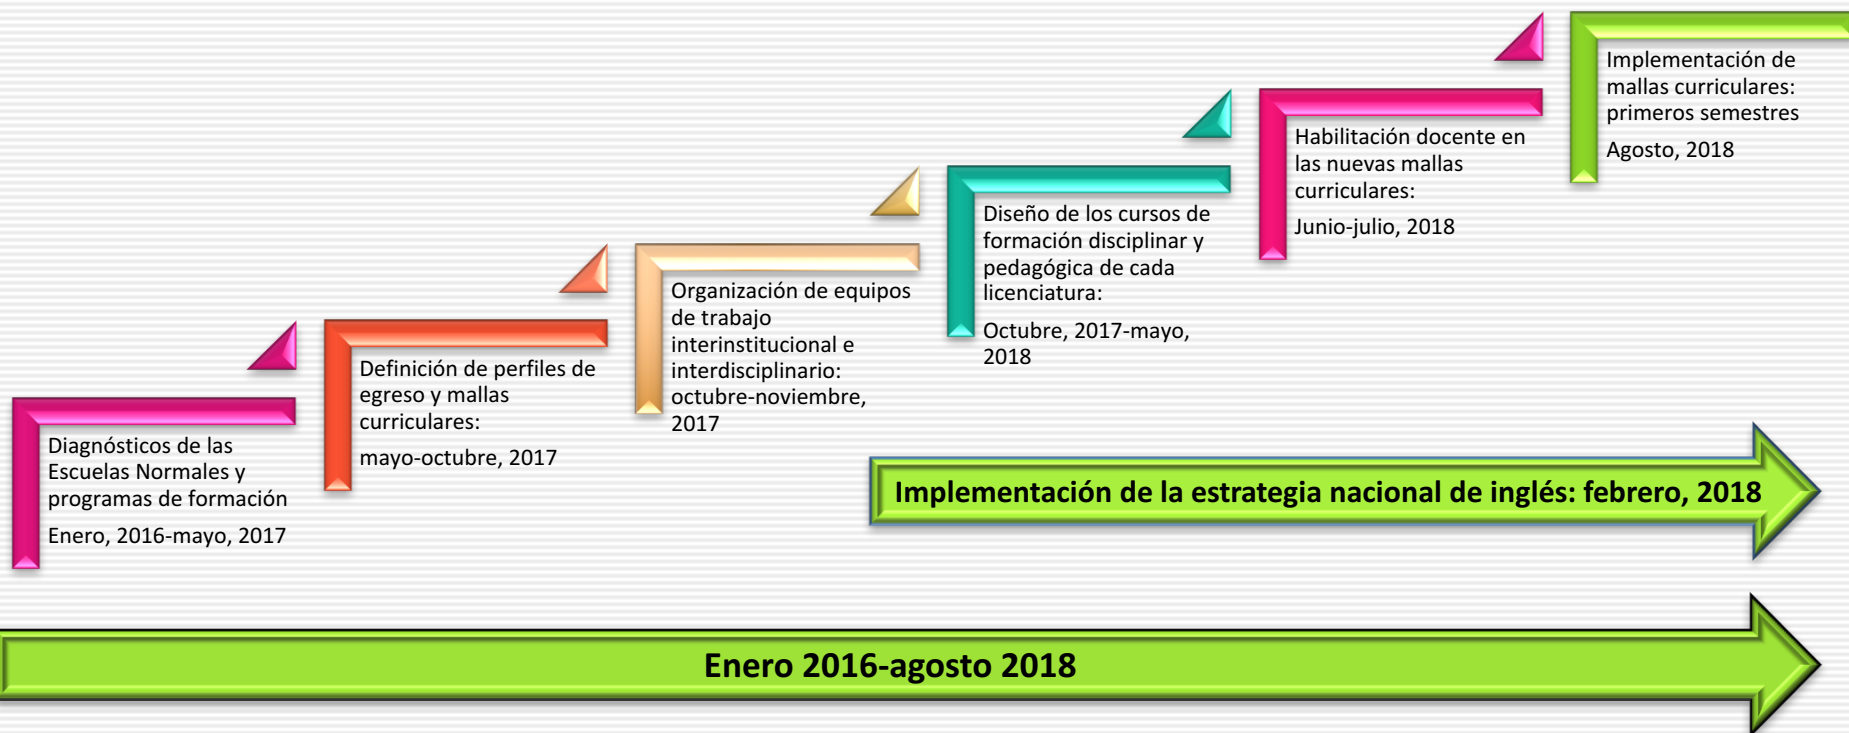 Diagnósticos de las
Escuelas Normales y
programas de formación
Enero, 2016-mayo, 2017
Definición de perfiles de
egreso y mallas
curriculares:
mayo-octubre, 2017
Organización de equipos
de trabajo
interinstitucional e
interdisciplinario:
octubre-noviembre,
2017
Diseño de los cursos de
formación disciplinar y
pedagógica de cada
licenciatura:
Octubre, 2017-mayo,
2018
Habilitación docente en
las nuevas mallas
curriculares:
Junio-julio, 2018
Implementación de
mallas curriculares:
primeros semestres
Agosto, 2018
Implementación de la estrategia nacional de inglés: febrero, 2018
Enero 2016-agosto 2018